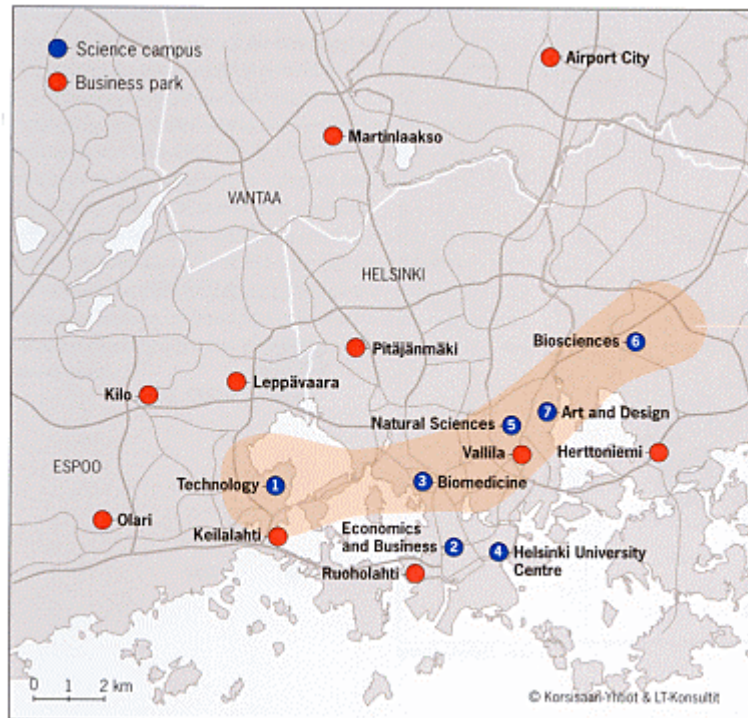 Science campus
Business park
Airport City
Martinlaakso
VANTAA
HELSINKI
Biosciences 6
Pitäjänmäki
Leppävaara
Kilo
7 Art and Design
Natural Sciences 5
Vallila
Herttoniemi
ESPOO
Technology 1
3 Biomedicine
Olari
Keilalahti
Economics
and Business 2
4 Helsinki University
Centre
Ruoholahti
0 1 2 km
© Korsisaari-Yhtiöt & LT-Konsultit